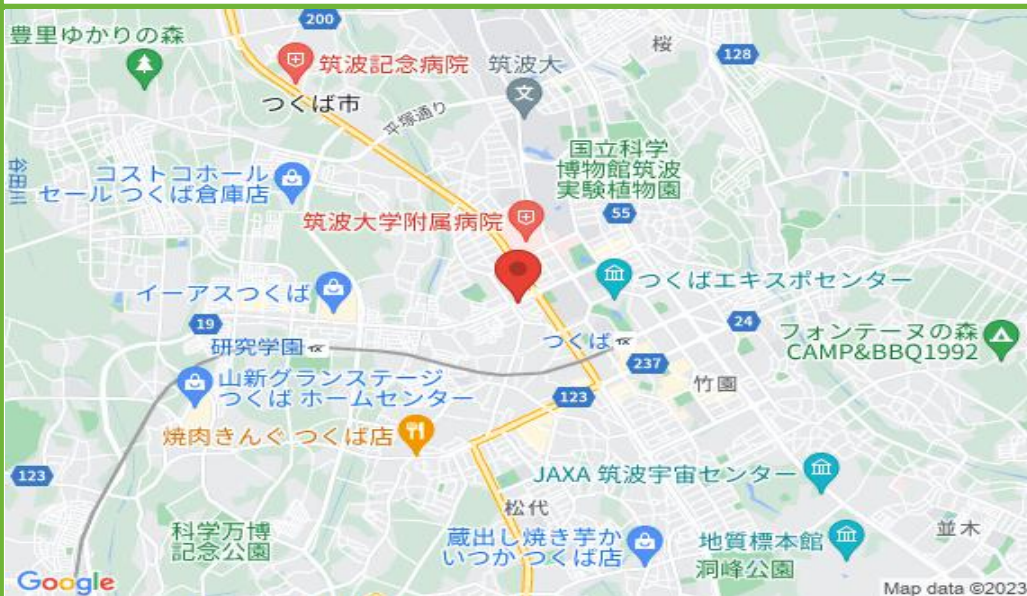 200
豊里ゆかりの森
筑波記念病院
筑波大
桜
128
つくば市
平塚通り
谷田川
コストコホール
セール つくば倉庫店
国立科学
博物館筑波
実験植物園
55
筑波大学附属病院
イーアスつくば
つくばエキスポセンター
19
研究学園
つくば
24
フォンテーヌの森
CAMP&BBQ1992
237
山新グランステージ
つくば ホームセンター
123
竹園
焼肉きんぐ つくば店
123
JAXA 筑波宇宙センター
松代
科学万博
記念公園
蔵出し焼き芋か
いつか つくば店
地質標本館
洞峰公園
並木
Google
Map data ©2023